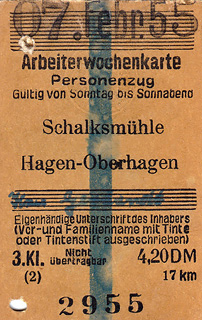 07.Febr.55
Arbeiterwochenkarte
Personenzug
Gültig von Sonntag bis Sonnabend
Schalksmühle
Hagen-Oberhagen
Eigenhändige Unterschrift des Inhabers
(Vor-und Familienname mit Tinte
oder Tintenstift ausgeschrieben)
3.Kl. Nicht übertragbar 4,20DM
(2) 17 km
2955